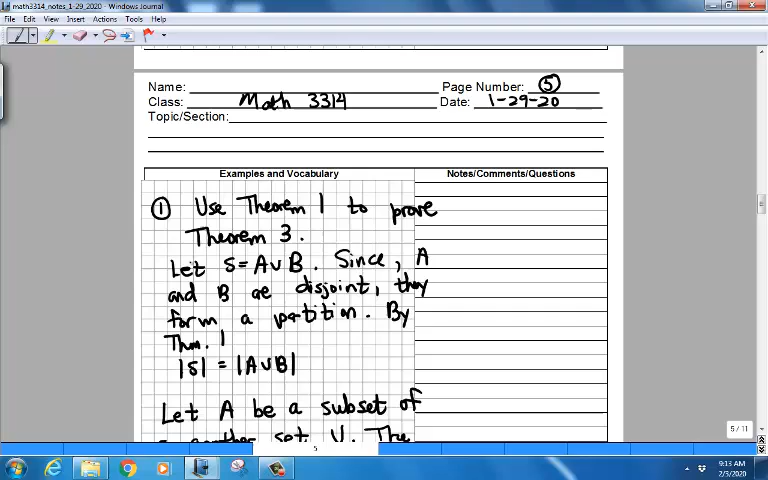 math3314_notes_1-29_2020 - Windows Journal
File Edit View Insert Actions Tools Help
Name:
Page Number: 5
Class: Math 3314
Date: 1-29-20
Topic/Section:
Examples and Vocabulary
Notes/Comments/Questions
① Use Theorem 1 to prove
Theorem 3.
Let S = A ∪ B. Since, A
and B are disjoint, they
form a partition. By
Thm. 1
|S| = |A ∪ B|
Let A be a subset of
another set U. The
5 / 11
5
9:13 AM
2/3/2020